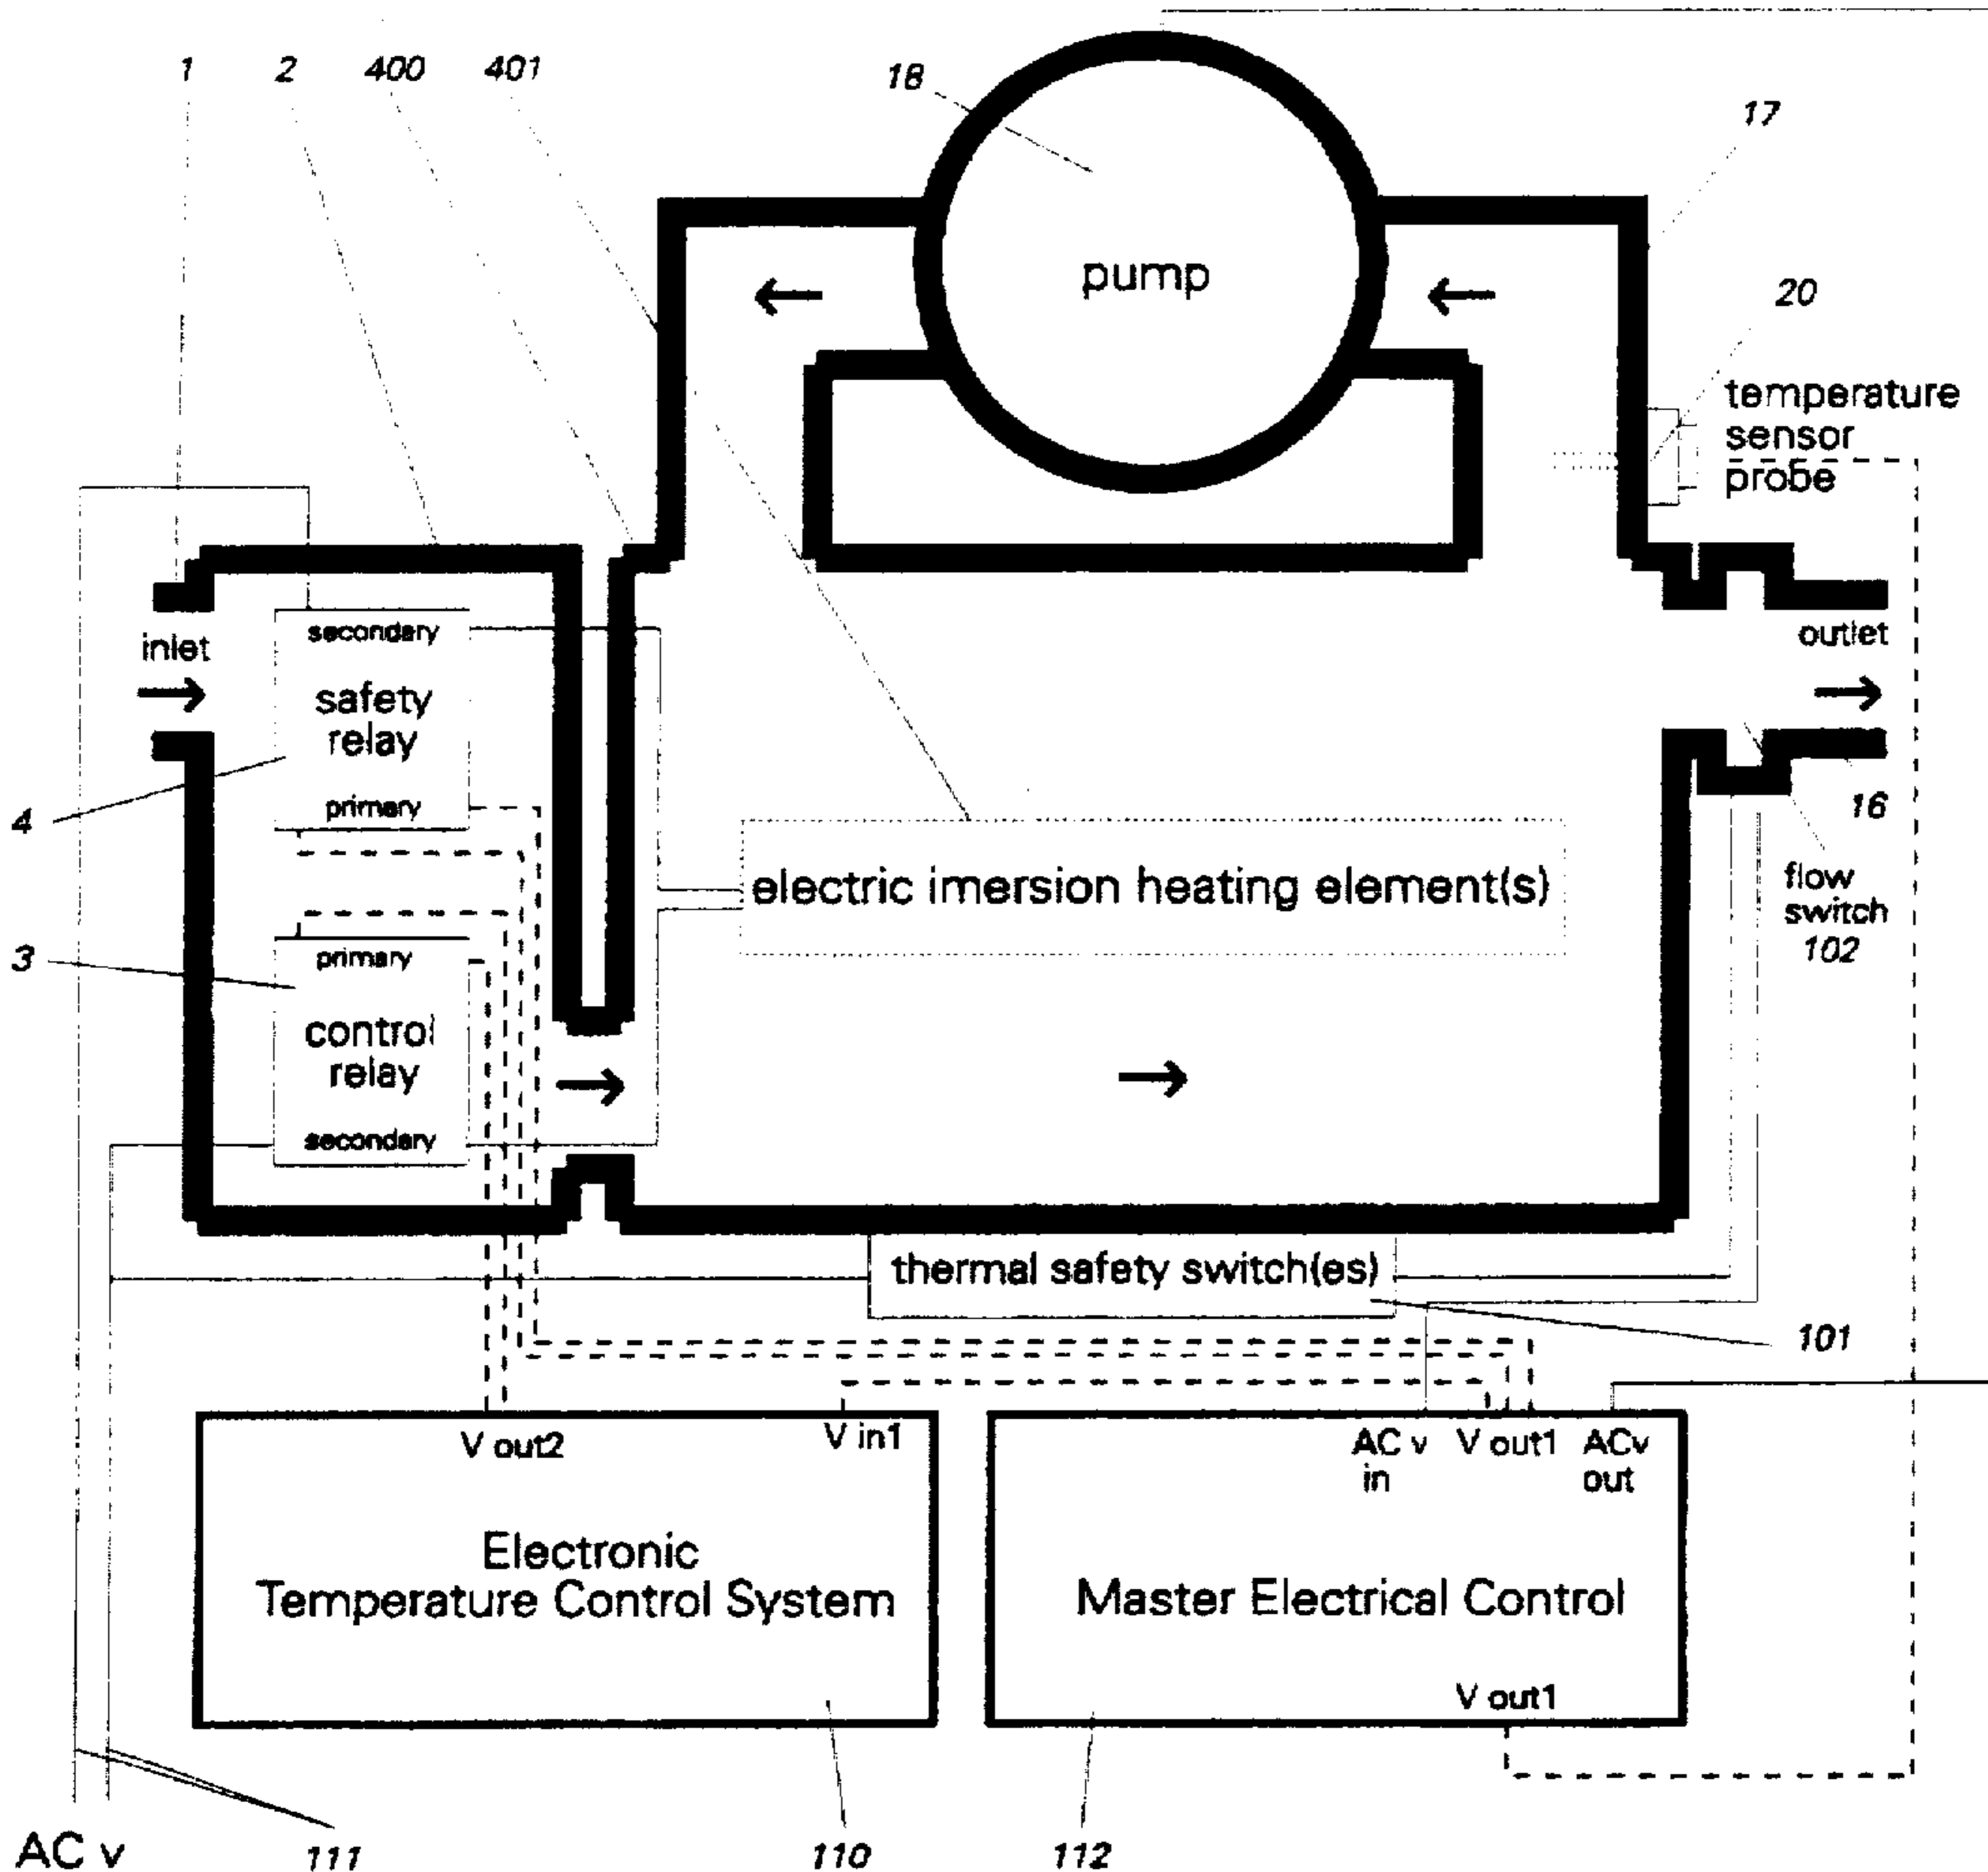 1 2 400 401 18
17
pump
20
temperature
sensor
probe
inlet
secondary
safety
relay
primary
4
outlet
16
electric imersion heating element(s)
flow
switch
102
3
primary
control
relay
secondary
thermal safety switch(es)
101
V out2 V in1
Electronic
Temperature Control System
AC v
in
V out1
ACv
out
Master Electrical Control
V out1
AC v
111
110
112